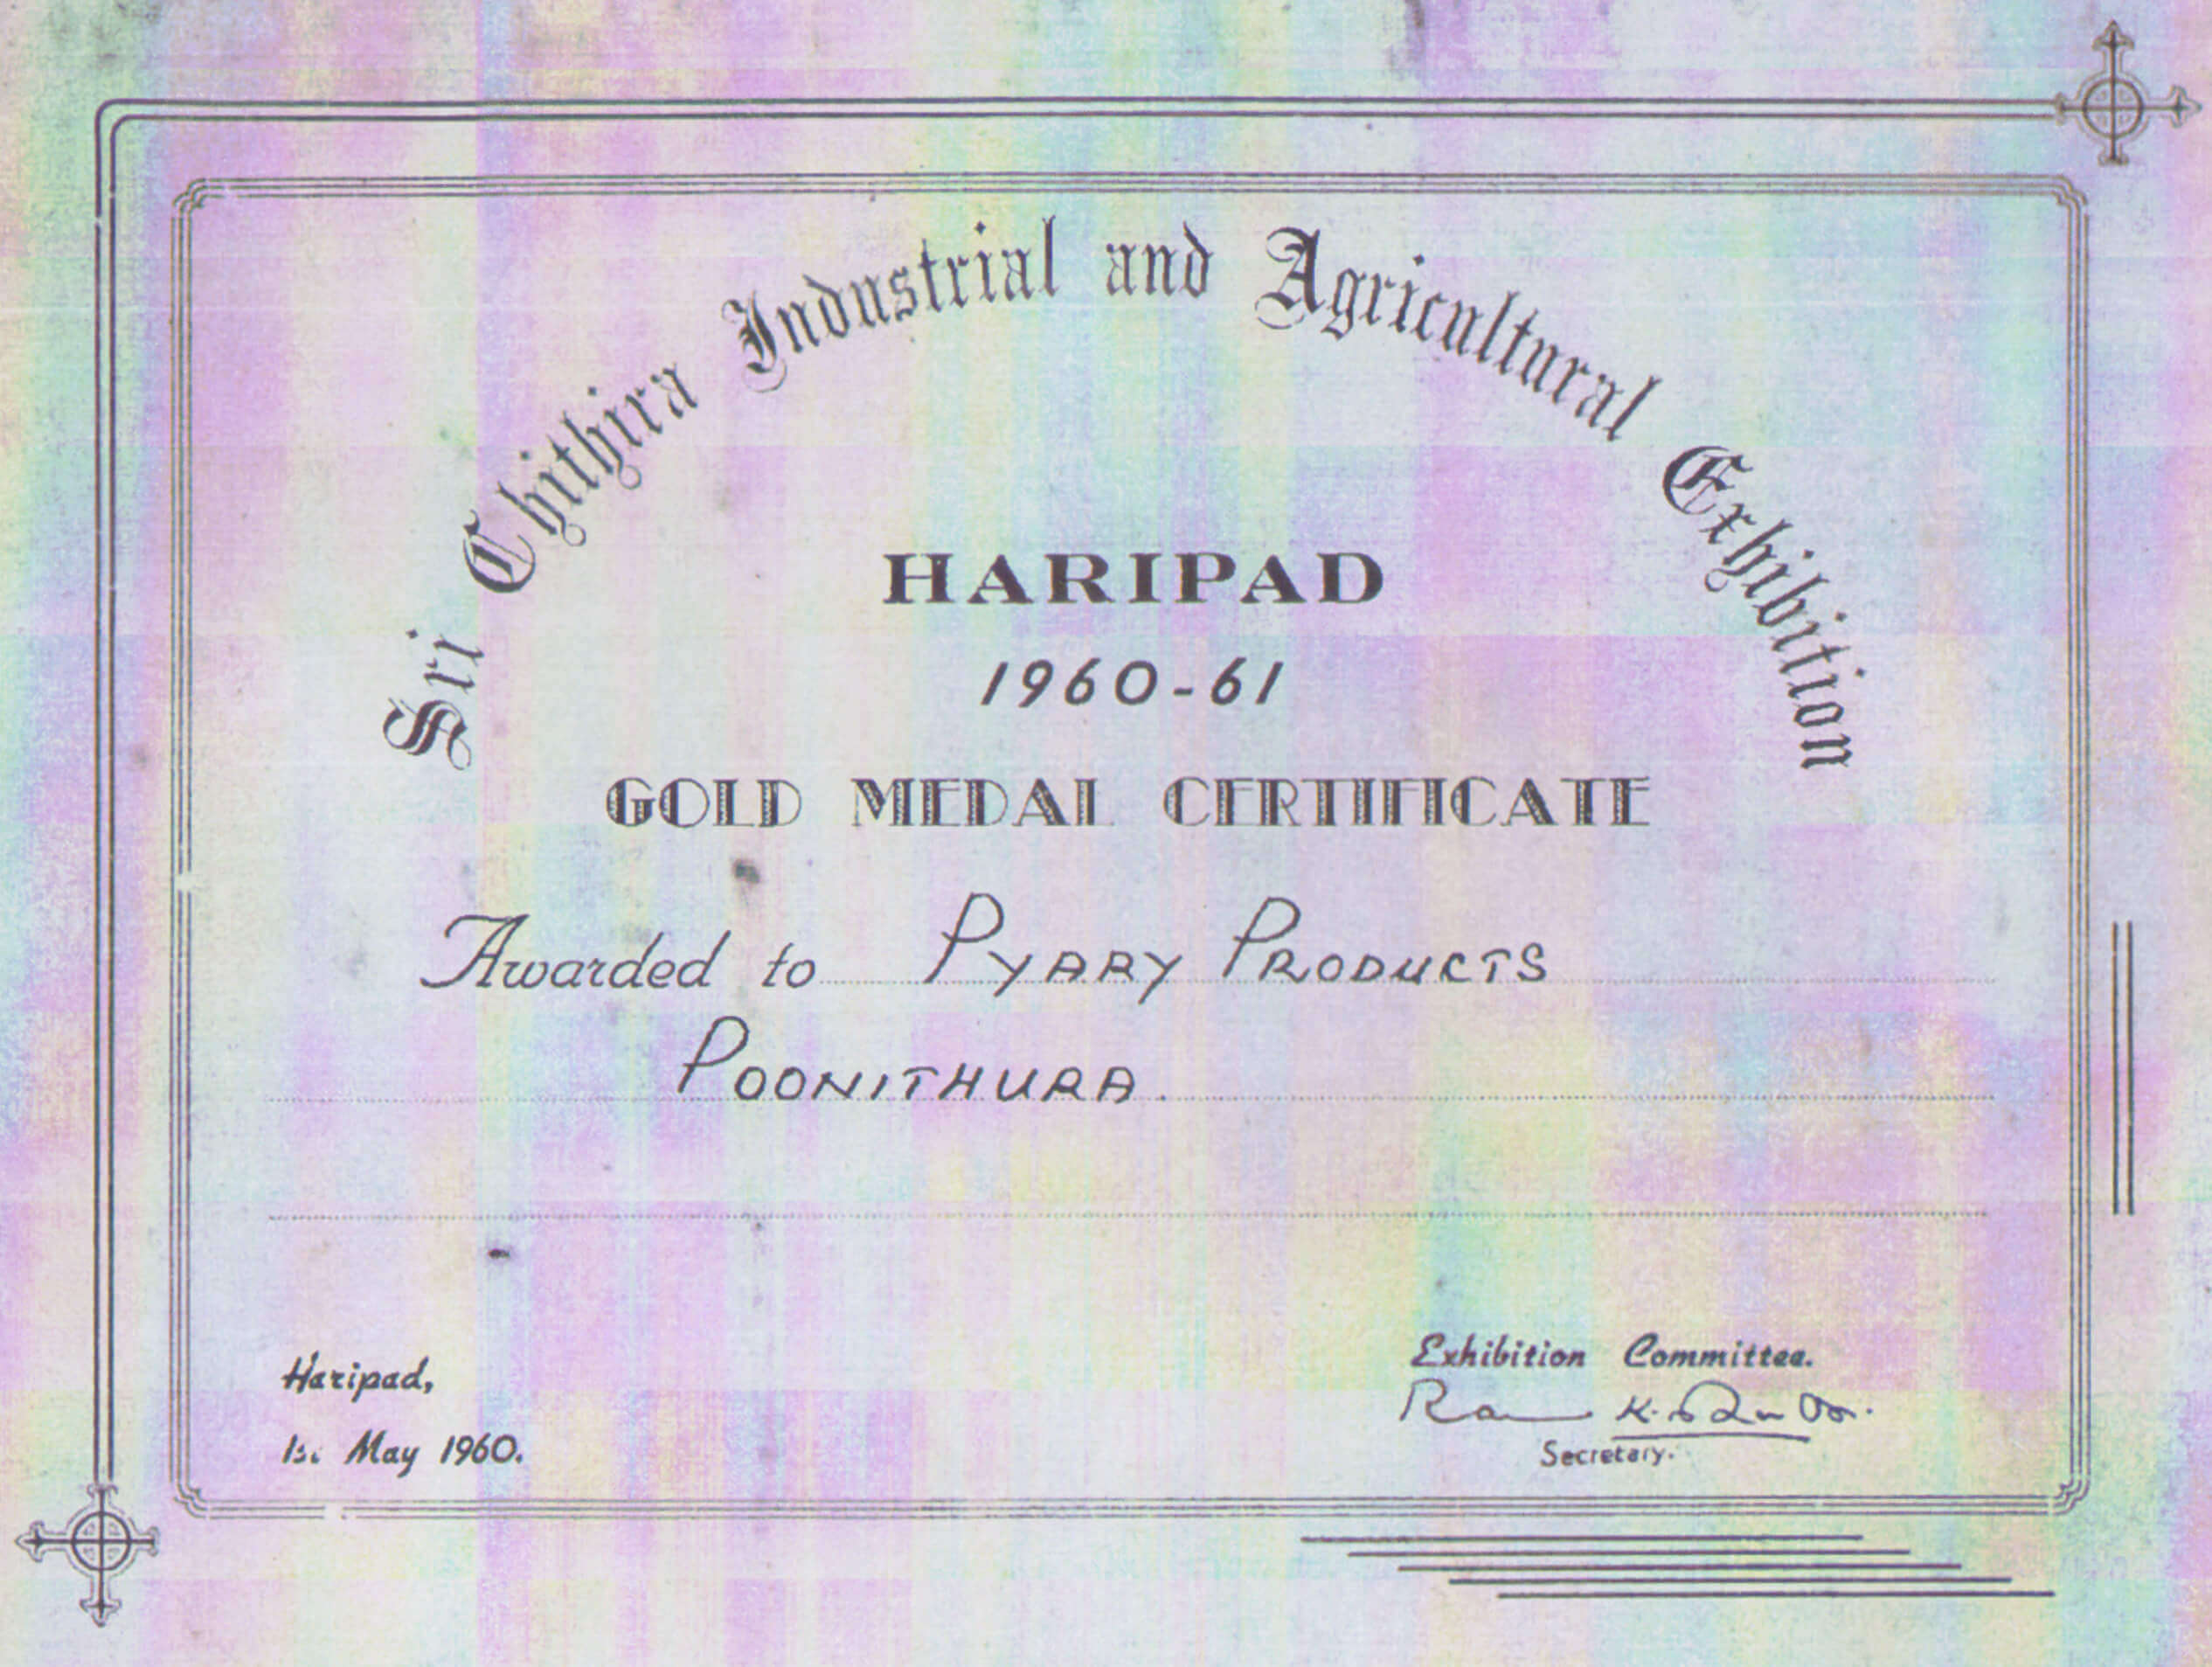 Sri Chithira Industrial and Agricultural Exhibition
HARIPAD
1960-61
GOLD MEDAL CERTIFICATE
Awarded to PYARY PRODUCTS
POONITHURA.
Haripad,
May 1960.
Exhibition Committee.
Secretary.